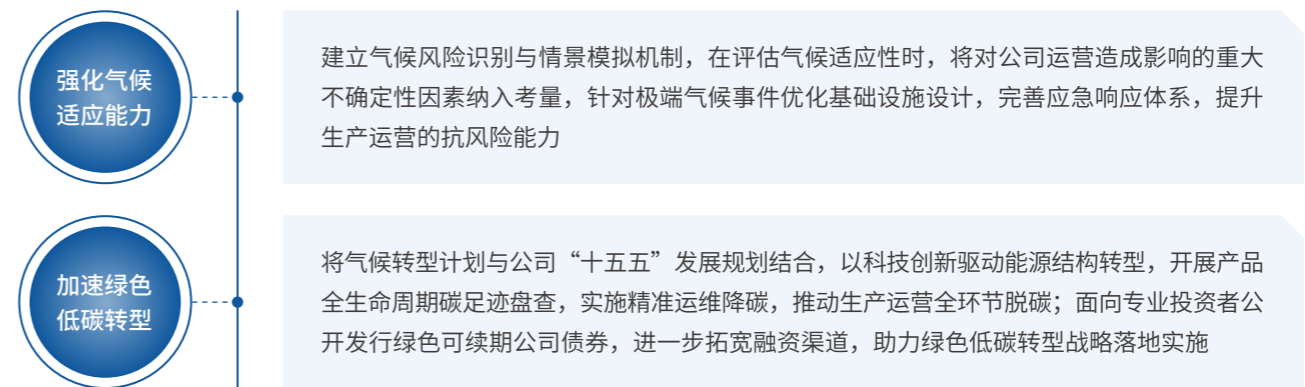 强化气候
适应能力
建立气候风险识别与情景模拟机制，在评估气候适应性时，将对公司运营造成影响的重大
不确定性因素纳入考量，针对极端气候事件优化基础设施设计，完善应急响应体系，提升
生产运营的抗风险能力
加速绿色
低碳转型
将气候转型计划与公司“十五五”发展规划结合，以科技创新驱动能源结构转型，开展产品
全生命周期碳足迹盘查，实施精准运维降碳，推动生产运营全环节脱碳；面向专业投资者公
开发行绿色可续期公司债券，进一步拓宽融资渠道，助力绿色低碳转型战略落地实施